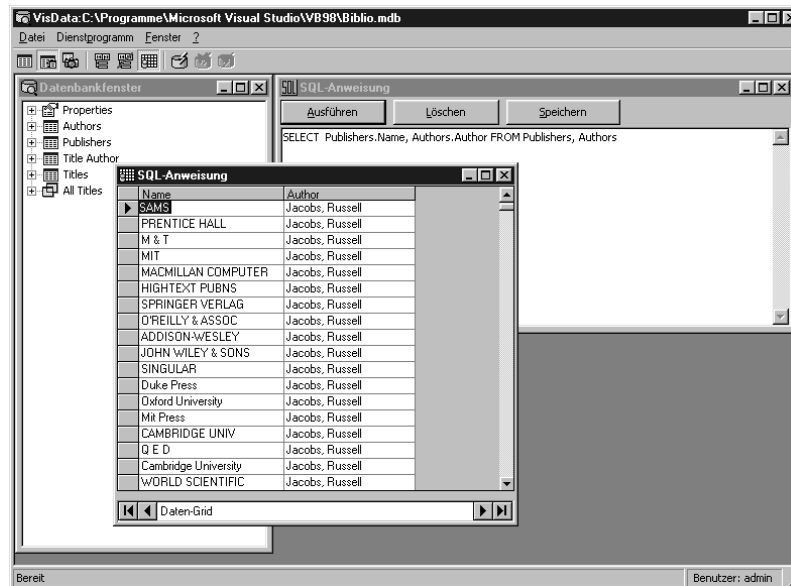 VisData:C:\Programme\Microsoft Visual Studio\VB98\Biblio.mdb
Datei Dienstprogramm Fenster ?
Datenbankfenster
Properties
Authors
Publishers
Title Author
Titles
All Titles
SQL-Anweisung
Ausführen Löschen Speichern
SELECT Publishers.Name, Authors.Author FROM Publishers, Authors
SQL-Anweisung
Name Author
SAMS Jacobs, Russell
PRENTICE HALL Jacobs, Russell
M & T Jacobs, Russell
MIT Jacobs, Russell
MACMILLAN COMPUTER Jacobs, Russell
HIGHTEXT PUBNS Jacobs, Russell
SPRINGER VERLAG Jacobs, Russell
O'REILLY & ASSOC Jacobs, Russell
ADDISON-WESLEY Jacobs, Russell
JOHN WILEY & SONS Jacobs, Russell
SINGULAR Jacobs, Russell
Duke Press Jacobs, Russell
Oxford University Jacobs, Russell
Mit Press Jacobs, Russell
CAMBRIDGE UNIV Jacobs, Russell
Q E D Jacobs, Russell
Cambridge University Jacobs, Russell
WORLD SCIENTIFIC Jacobs, Russell
Daten-Grid
Bereit
Benutzer: admin